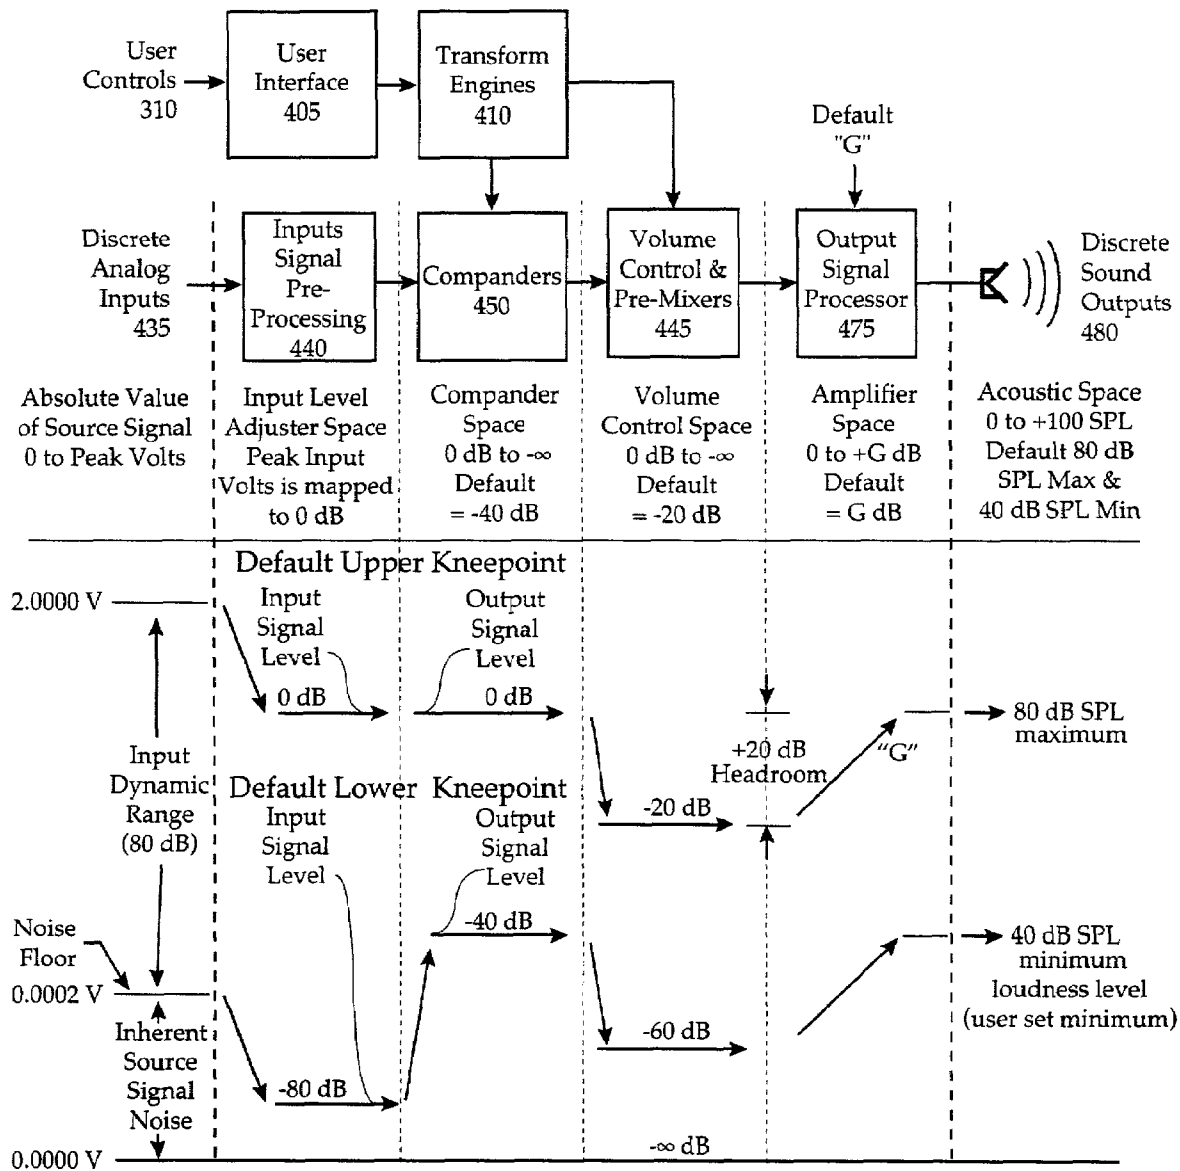 User
Controls
310
User
Interface
405
Transform
Engines
410
Default
"G"
Discrete
Analog
Inputs
435
Inputs
Signal
Pre-
Processing
440
Companders
450
Volume
Control &
Pre-Mixers
445
Output
Signal
Processor
475
Discrete
Sound
Outputs
480
Absolute Value
of Source Signal
0 to Peak Volts
Input Level
Adjuster Space
Peak Input
Volts is mapped
to 0 dB
Compander
Space
0 dB to -∞
Default
= -40 dB
Volume
Control Space
0 dB to -∞
Default
= -20 dB
Amplifier
Space
0 to +G dB
Default
= G dB
Acoustic Space
0 to +100 SPL
Default 80 dB
SPL Max &
40 dB SPL Min
Default Upper Kneepoint
2.0000 V
Input
Signal
Level
0 dB
Output
Signal
Level
0 dB
80 dB SPL
maximum
Input
Dynamic
Range
(80 dB)
+20 dB
Headroom
"G"
-20 dB
Default Lower Kneepoint
Input
Signal
Level
Output
Signal
Level
-40 dB
Noise
Floor
0.0002 V
40 dB SPL
minimum
loudness level
(user set minimum)
-60 dB
Inherent
Source
Signal
Noise
-80 dB
0.0000 V
-∞ dB